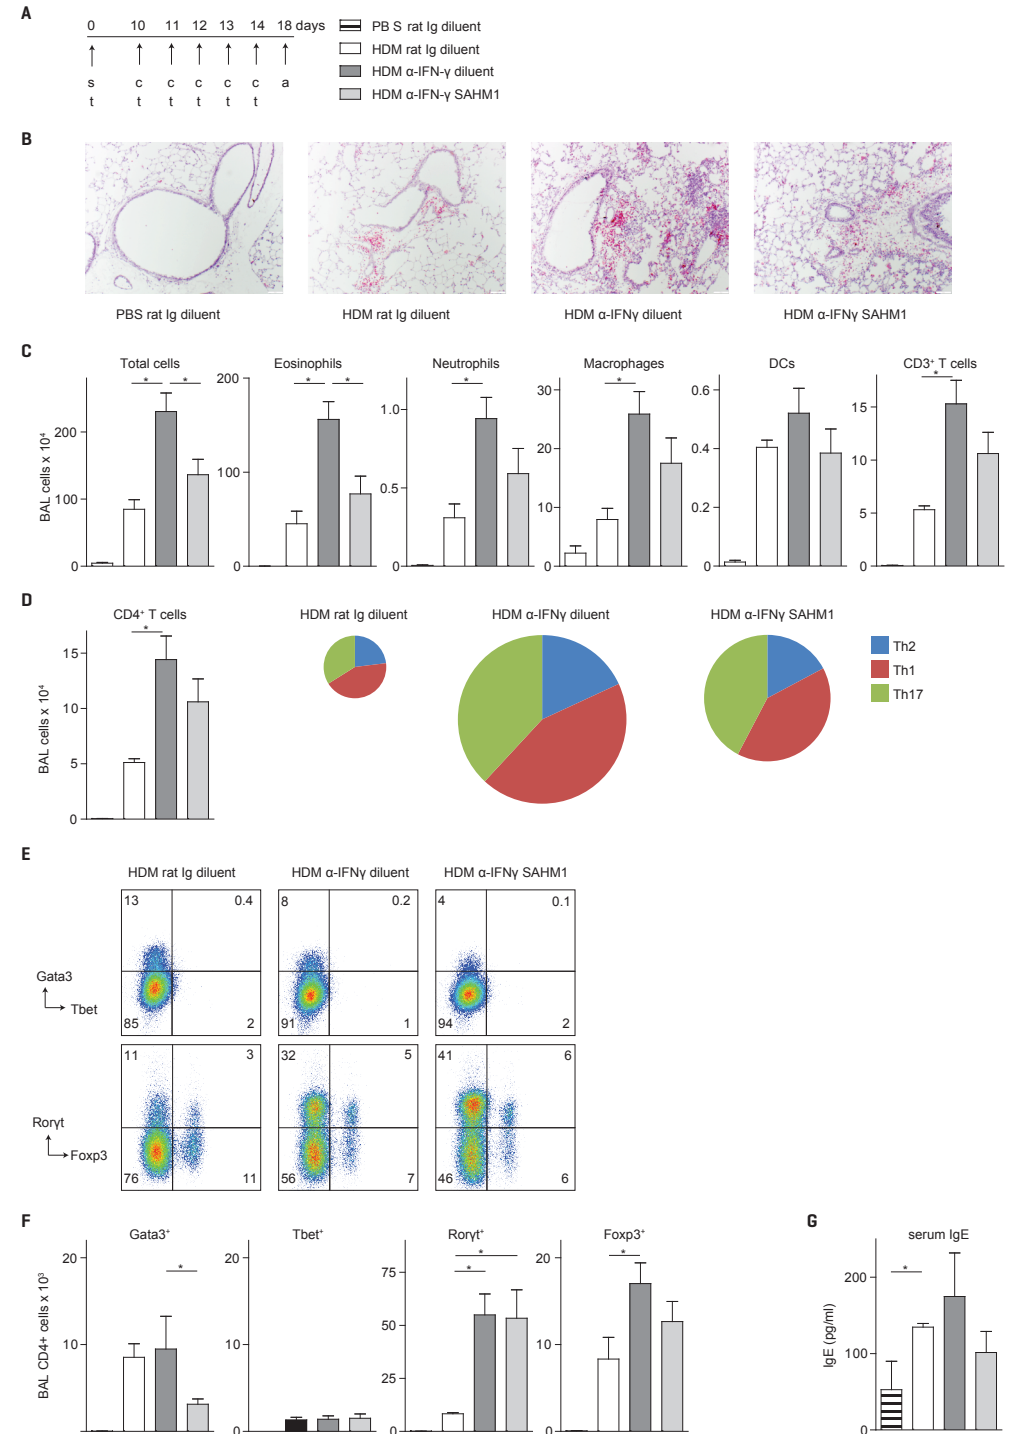 A
0 10 11 12 13 14 18 days
s c c c c c a
t t t t t t
PB S rat Ig diluent
HDM rat Ig diluent
HDM α-IFN-γ diluent
HDM α-IFN-γ SAHM1
B
PBS rat Ig diluent
HDM rat Ig diluent
HDM α-IFNγ diluent
HDM α-IFNγ SAHM1
C
Total cells
Eosinophils
Neutrophils
Macrophages
DCs
CD3⁺ T cells
BAL cells x 10⁴
200
100
0
* *
200
100
0
* *
1.0
0.5
0
*
30
20
10
0
*
0.6
0.4
0.2
0
15
10
5
0
*
D
CD4⁺ T cells
BAL cells x 10⁴
15
10
5
0
*
HDM rat Ig diluent
HDM α-IFNγ diluent
HDM α-IFNγ SAHM1
Th2
Th1
Th17
E
HDM rat Ig diluent
HDM α-IFNγ diluent
HDM α-IFNγ SAHM1
Gata3
Tbet
13 0.4
85 2
8 0.2
91 1
4 0.1
94 2
Rorγt
Foxp3
11 3
76 11
32 5
56 7
41 6
46 6
F
Gata3⁺
Tbet⁺
Rorγt⁺
Foxp3⁺
BAL CD4+ cells x 10³
20
10
0
*
20
10
0
75
50
25
0
*
*
20
10
0
*
G
serum IgE
IgE (pg/ml)
200
100
0
*